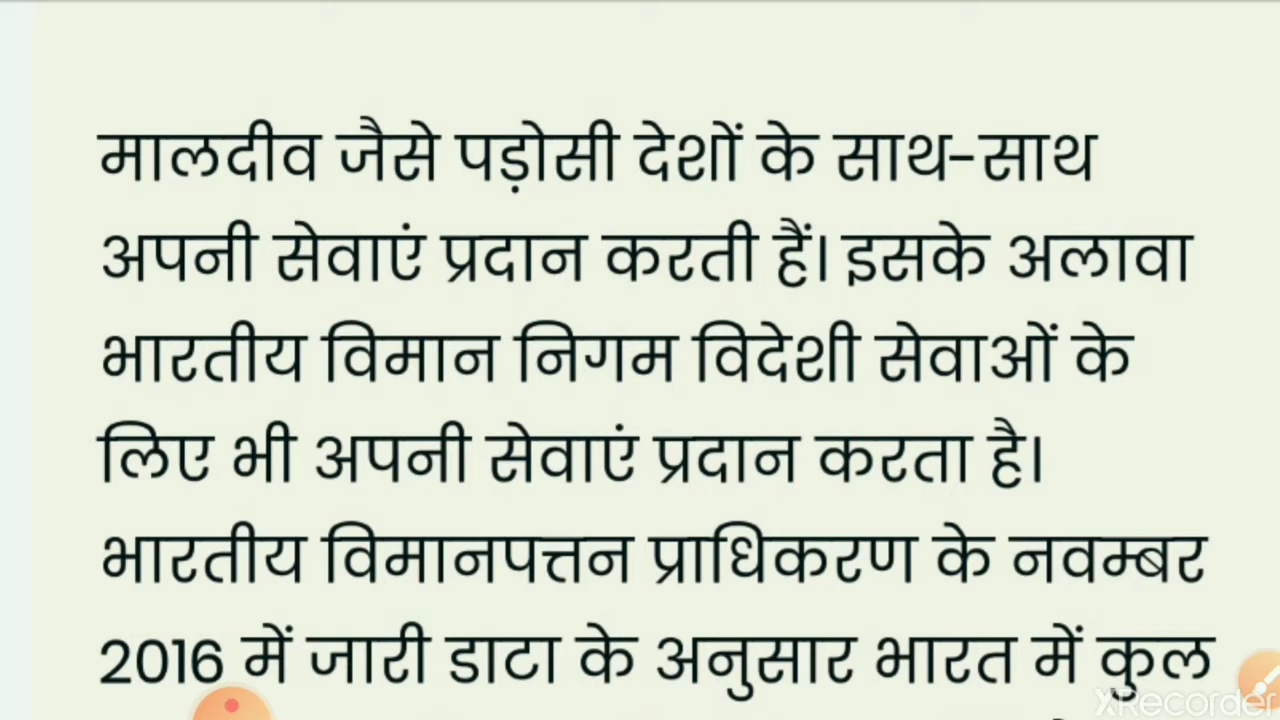 मालदीव जैसे पड़ोसी देशों के साथ-साथ
अपनी सेवाएं प्रदान करती हैं। इसके अलावा
भारतीय विमान निगम विदेशी सेवाओं के
लिए भी अपनी सेवाएं प्रदान करता है।
भारतीय विमानपत्तन प्राधिकरण के नवम्बर
2016 में जारी डाटा के अनुसार भारत में कुल
XRecorder